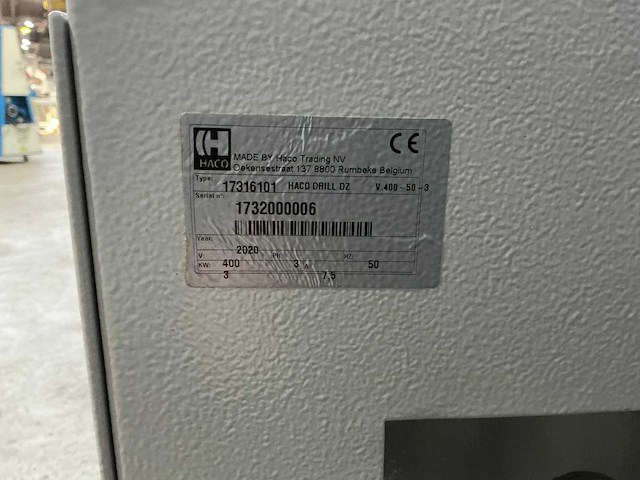 HACO
CE
MADE BY Haco Trading NV
Oekensestraat 137 8800 Rumbeke Belgium
Type: 17316101 HACO DRILL DZ V.400-50-3
Serial n°:
1732000006
Year: 2020
V: 400 PH: 3 HZ: 50
KW: 3 A: 7,5